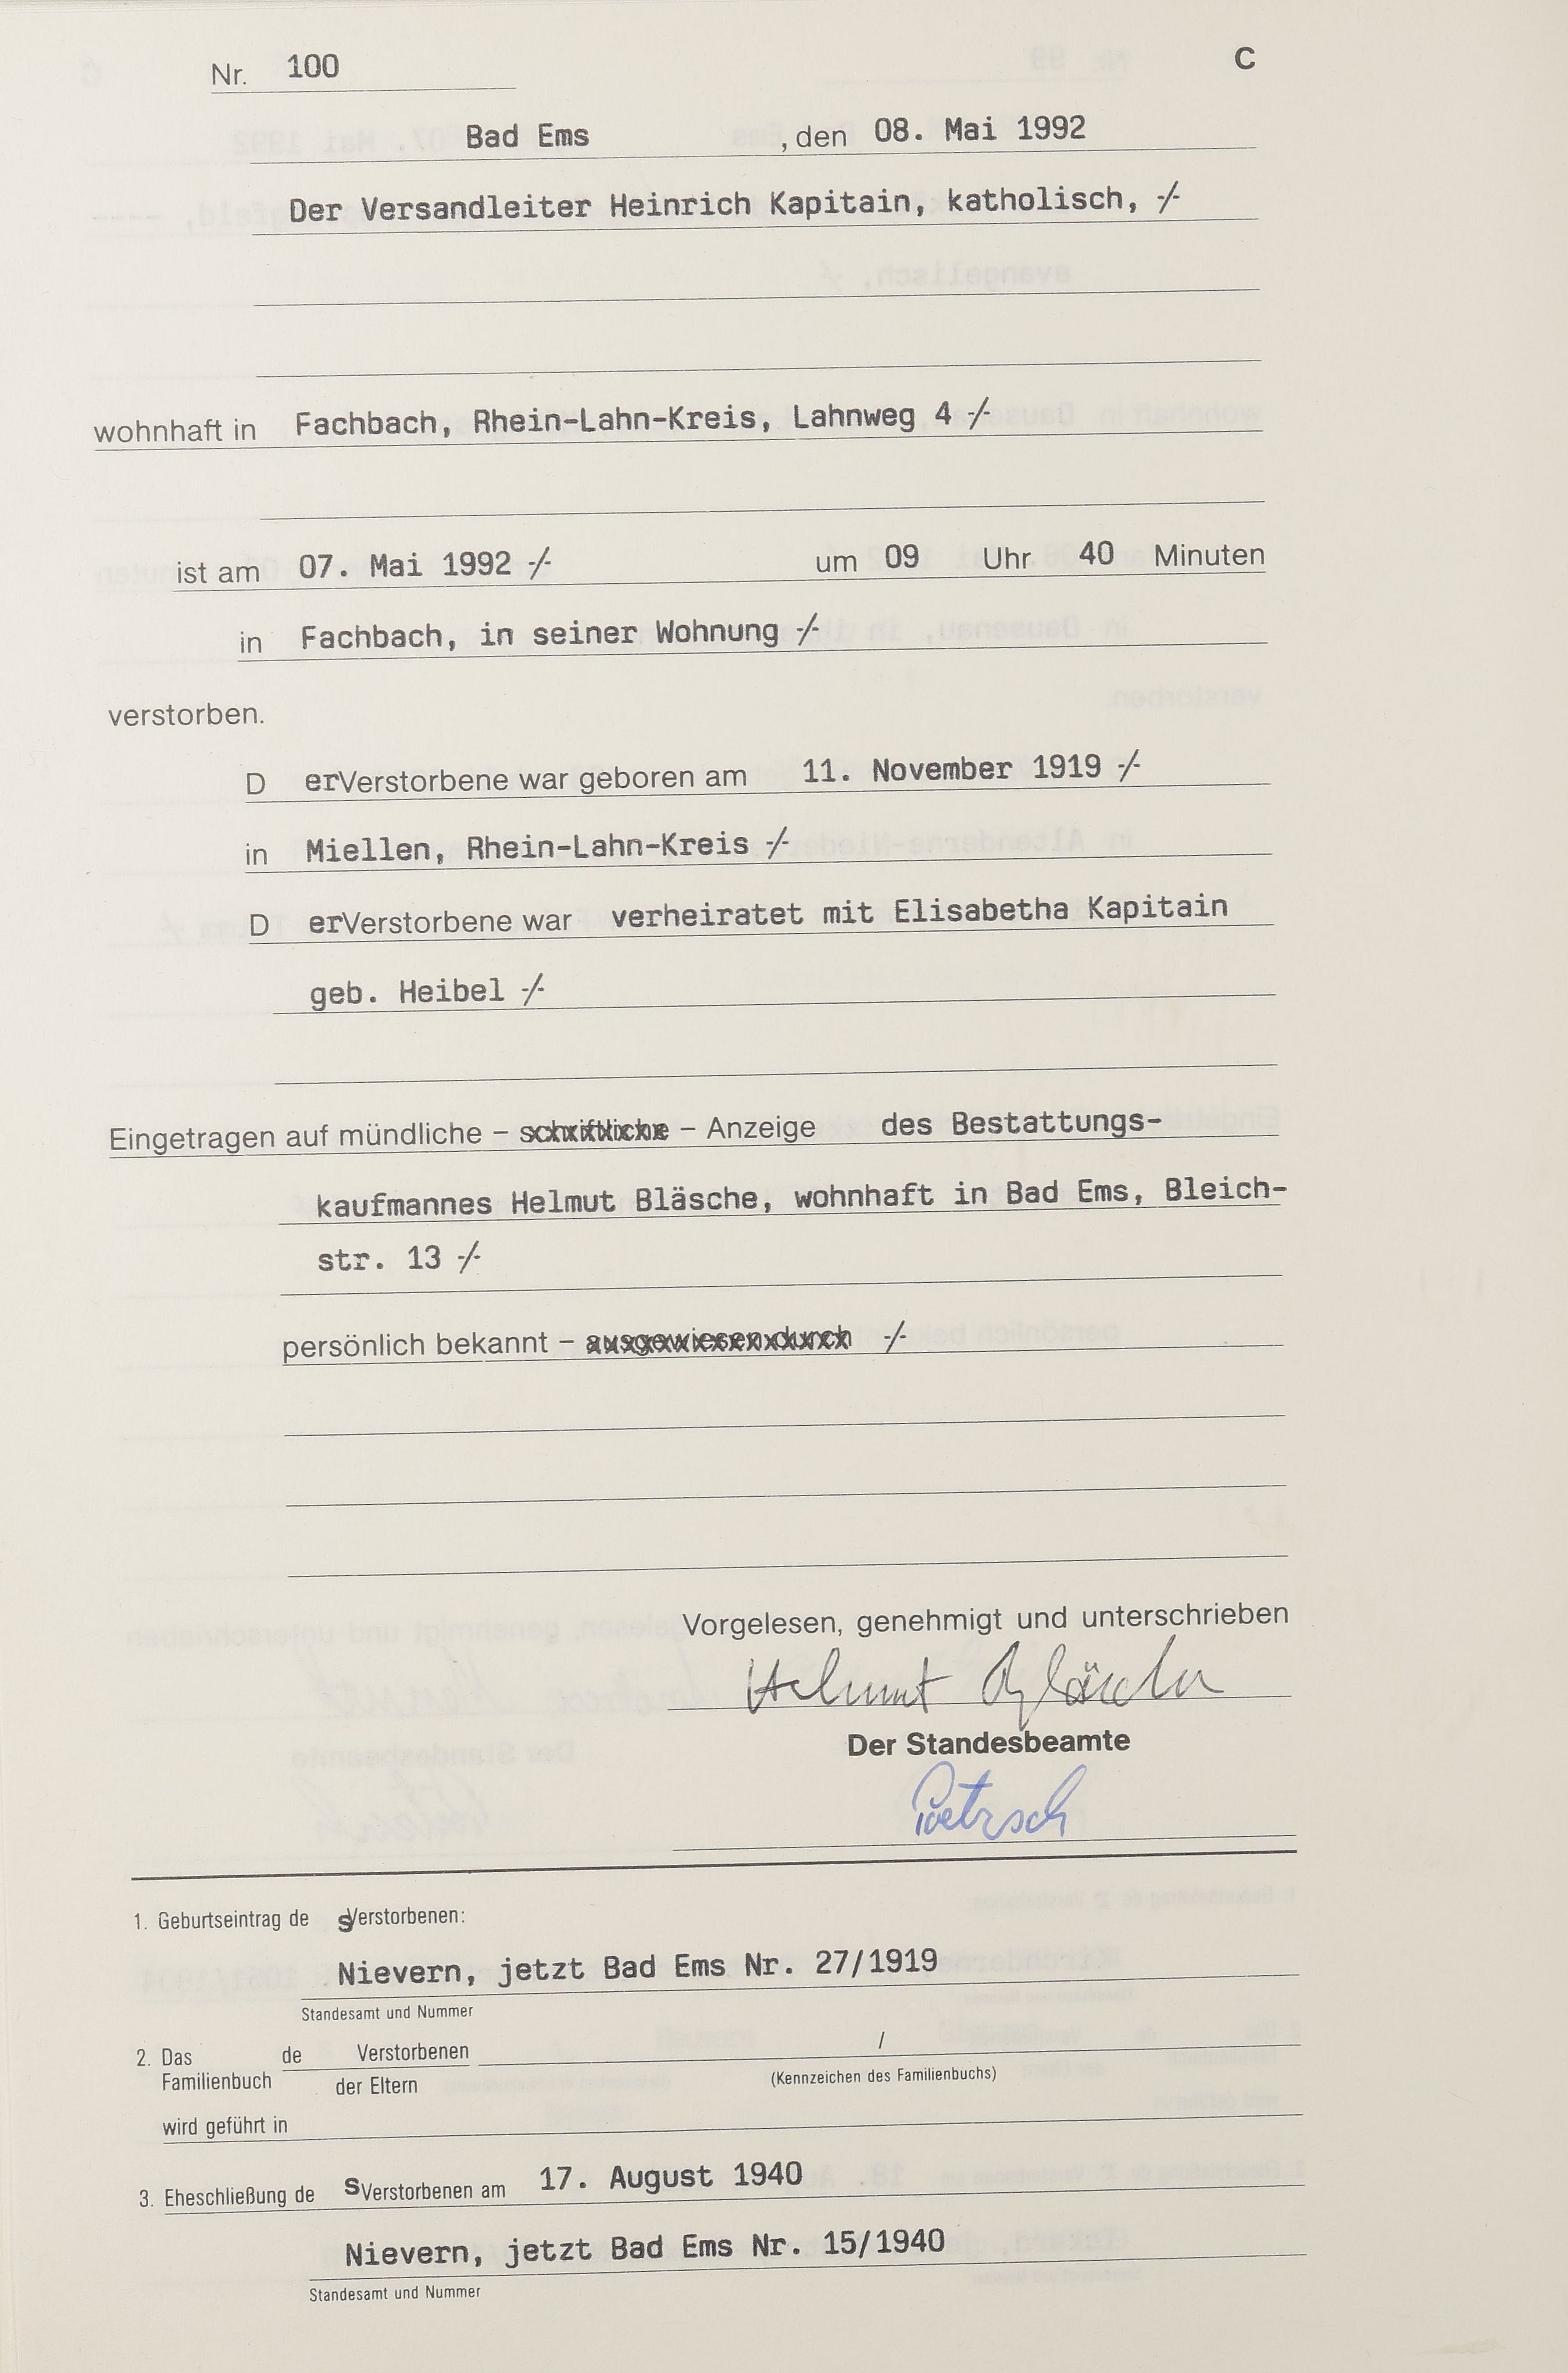 Nr. 100 C
Bad Ems , den 08. Mai 1992
Der Versandleiter Heinrich Kapitain, katholisch, -/-
wohnhaft in Fachbach, Rhein-Lahn-Kreis, Lahnweg 4 -/-
ist am 07. Mai 1992 -/- um 09 Uhr 40 Minuten
in Fachbach, in seiner Wohnung -/-
verstorben.
D erVerstorbene war geboren am 11. November 1919 -/-
in Miellen, Rhein-Lahn-Kreis -/-
D erVerstorbene war verheiratet mit Elisabetha Kapitain
geb. Heibel -/-
Eingetragen auf mündliche – schriftliche – Anzeige des Bestattungs-
kaufmannes Helmut Bläsche, wohnhaft in Bad Ems, Bleich-
str. 13 -/-
persönlich bekannt – ausgewiesen durch -/-
Vorgelesen, genehmigt und unterschrieben
Helmut Bläsche
Der Standesbeamte
1. Geburtseintrag de s Verstorbenen:
Nievern, jetzt Bad Ems Nr. 27/1919
Standesamt und Nummer
2. Das de Verstorbenen /
Familienbuch der Eltern (Kennzeichen des Familienbuchs)
wird geführt in
3. Eheschließung de s Verstorbenen am 17. August 1940
Nievern, jetzt Bad Ems Nr. 15/1940
Standesamt und Nummer